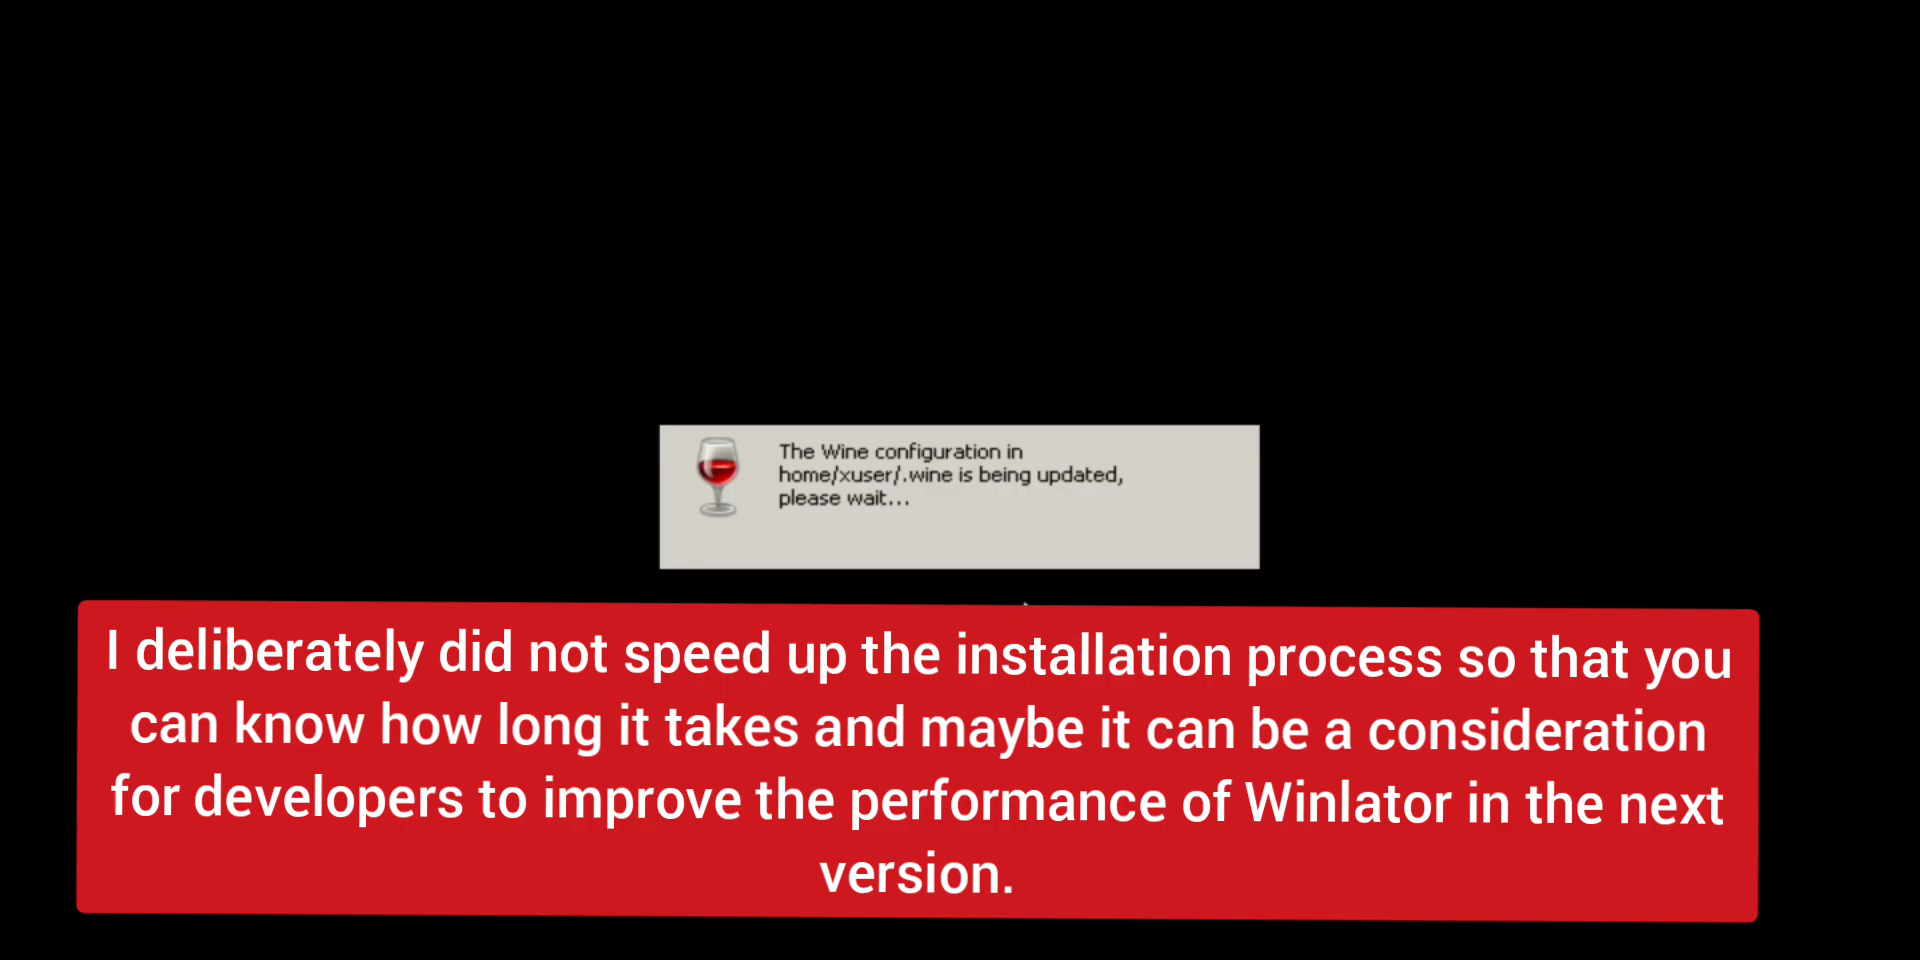 The Wine configuration in
home/xuser/.wine is being updated,
please wait...
I deliberately did not speed up the installation process so that you
can know how long it takes and maybe it can be a consideration
for developers to improve the performance of Winlator in the next
version.